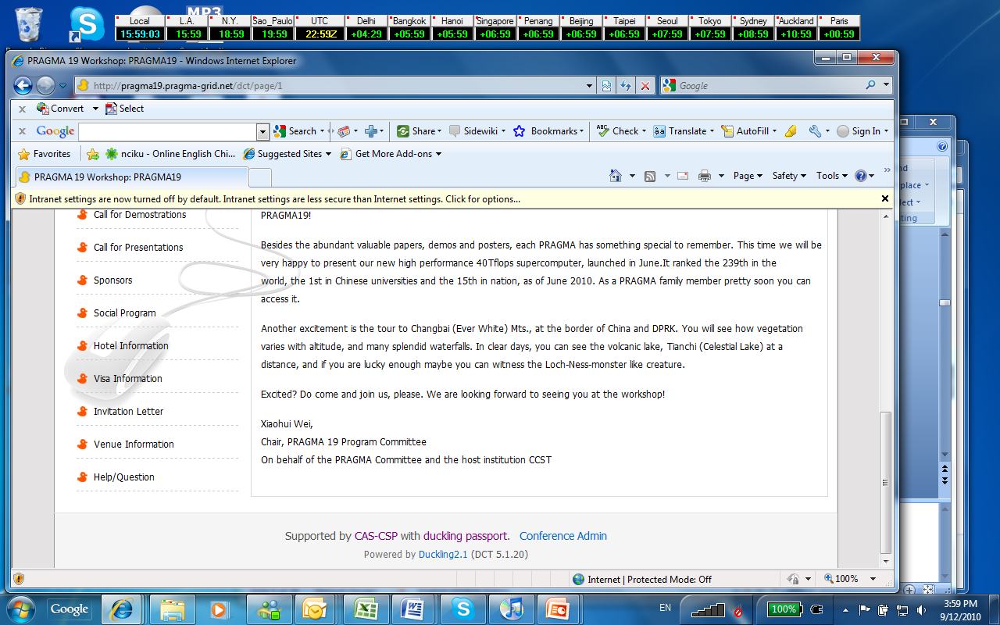 MP3
Local L.A. N.Y. Sao_Paulo UTC Delhi Bangkok Hanoi Singapore Penang Beijing Taipei Seoul Tokyo Sydney Auckland Paris
15:59:03 15:59 18:59 19:59 22:59Z +04:29 +05:59 +05:59 +06:59 +06:59 +06:59 +06:59 +07:59 +07:59 +08:59 +10:59 +00:59
PRAGMA 19 Workshop: PRAGMA19 - Windows Internet Explorer
http://pragma19.pragma-grid.net/dct/page/1 Google
x Convert Select
x Google Search Share Sidewiki Bookmarks ABC Check Translate AutoFill Sign In
Favorites nciku - Online English Chi... Suggested Sites Get More Add-ons
PRAGMA 19 Workshop: PRAGMA19 Page Safety Tools
Intranet settings are now turned off by default. Intranet settings are less secure than Internet settings. Click for options...
Call for Demostrations
Call for Presentations
Sponsors
Social Program
Hotel Information
Visa Information
Invitation Letter
Venue Information
Help/Question
PRAGMA19!
Besides the abundant valuable papers, demos and posters, each PRAGMA has something special to remember. This time we will be
very happy to present our new high performance 40Tflops supercomputer, launched in June.It ranked the 239th in the
world, the 1st in Chinese universities and the 15th in nation, as of June 2010. As a PRAGMA family member pretty soon you can
access it.
Another excitement is the tour to Changbai (Ever White) Mts., at the border of China and DPRK. You will see how vegetation
varies with altitude, and many splendid waterfalls. In clear days, you can see the volcanic lake, Tianchi (Celestial Lake) at a
distance, and if you are lucky enough maybe you can witness the Loch-Ness-monster like creature.
Excited? Do come and join us, please. We are looking forward to seeing you at the workshop!
Xiaohui Wei,
Chair, PRAGMA 19 Program Committee
On behalf of the PRAGMA Committee and the host institution CCST
Supported by CAS-CSP with duckling passport. Conference Admin
Powered by Duckling2.1 (DCT 5.1.20)
Internet | Protected Mode: Off 100%
Google EN 100% 3:59 PM
9/12/2010